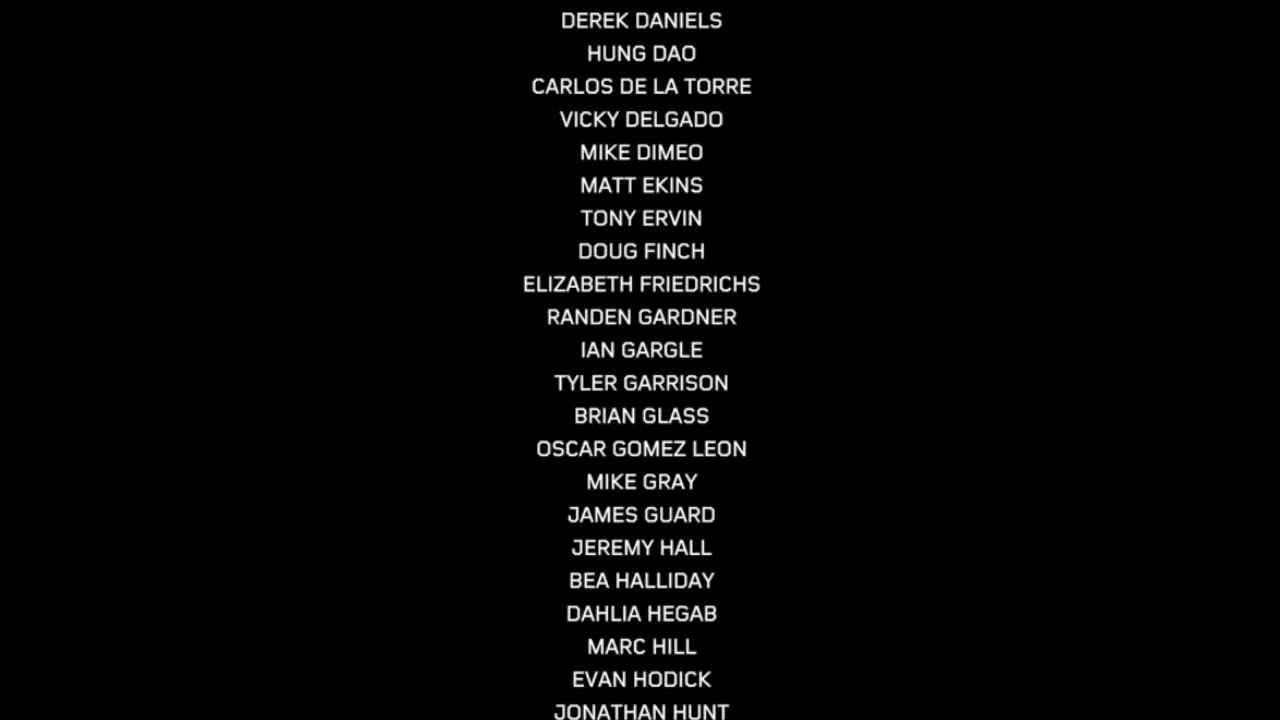 DEREK DANIELS
HUNG DAO
CARLOS DE LA TORRE
VICKY DELGADO
MIKE DIMEO
MATT EKINS
TONY ERVIN
DOUG FINCH
ELIZABETH FRIEDRICHS
RANDEN GARDNER
IAN GARGLE
TYLER GARRISON
BRIAN GLASS
OSCAR GOMEZ LEON
MIKE GRAY
JAMES GUARD
JEREMY HALL
BEA HALLIDAY
DAHLIA HEGAB
MARC HILL
EVAN HODICK
JONATHAN HUNT